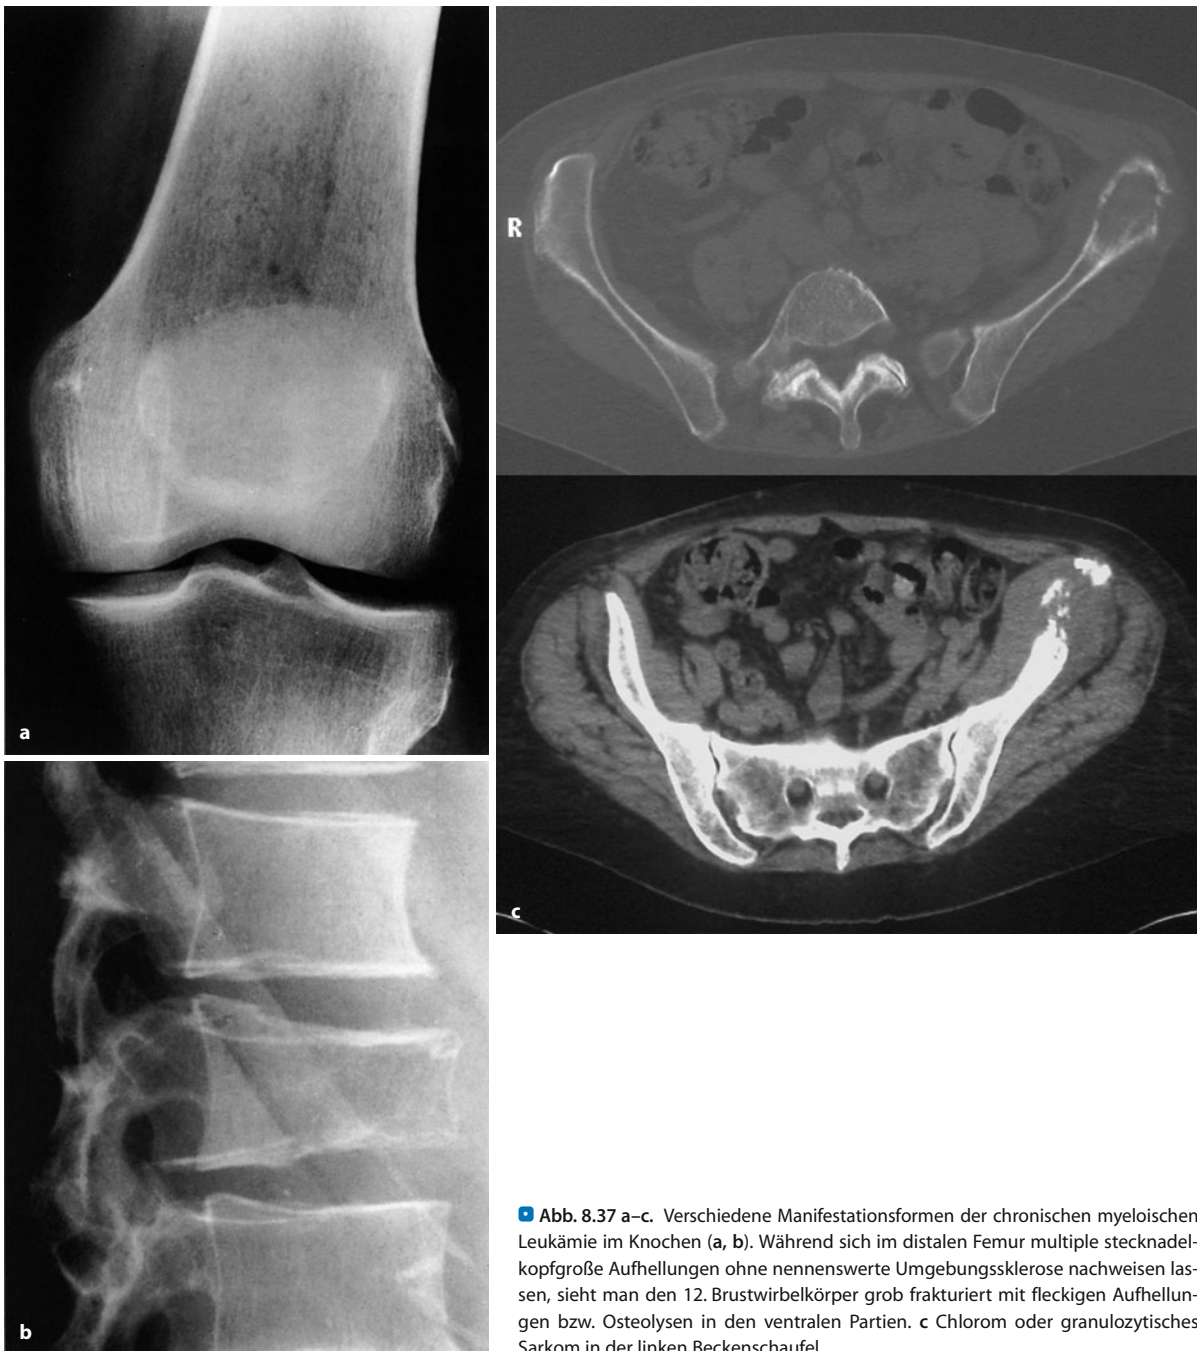 a
R
c
b
Abb. 8.37 a–c. Verschiedene Manifestationsformen der chronischen myeloischen
Leukämie im Knochen (a, b). Während sich im distalen Femur multiple stecknadel-
kopfgroße Aufhellungen ohne nennenswerte Umgebungssklerose nachweisen las-
sen, sieht man den 12. Brustwirbelkörper grob frakturiert mit fleckigen Aufhellun-
gen bzw. Osteolysen in den ventralen Partien. c Chlorom oder granulozytisches
Sarkom in der linken Beckenschaufel